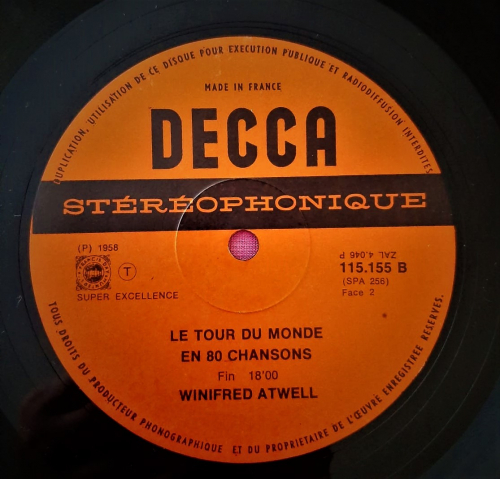 DUPLICATION, UTILISATION DE CE DISQUE POUR EXECUTION PUBLIQUE ET RADIODIFFUSION INTERDITES
MADE IN FRANCE
DECCA
STÉRÉOPHONIQUE
(P) 1958
T
SUPER EXCELLENCE
ZAL 4.046 P
115.155 B
(SPA 256)
Face 2
LE TOUR DU MONDE
EN 80 CHANSONS
Fin 18'00
WINIFRED ATWELL
TOUS DROITS DU PRODUCTEUR PHONOGRAPHIQUE ET DU PROPRIETAIRE DE L'ŒUVRE ENREGISTREE RESERVES.